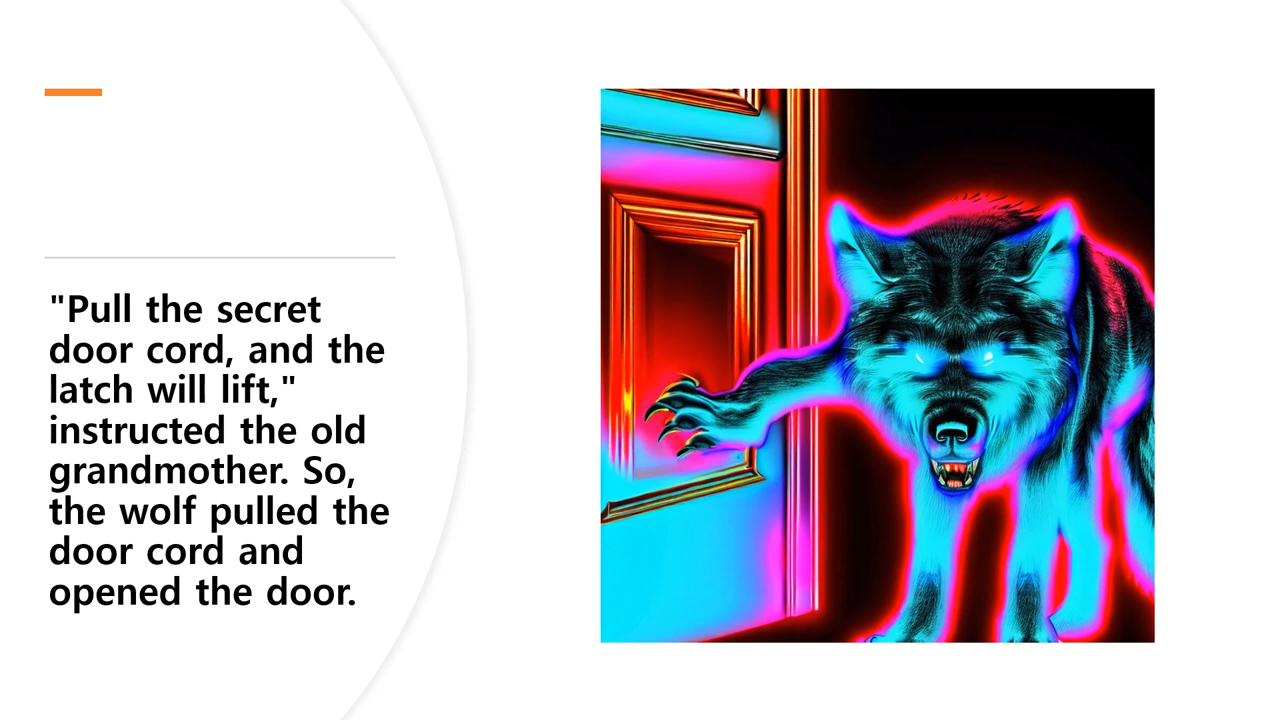 "Pull the secret
door cord, and the
latch will lift,"
instructed the old
grandmother. So,
the wolf pulled the
door cord and
opened the door.